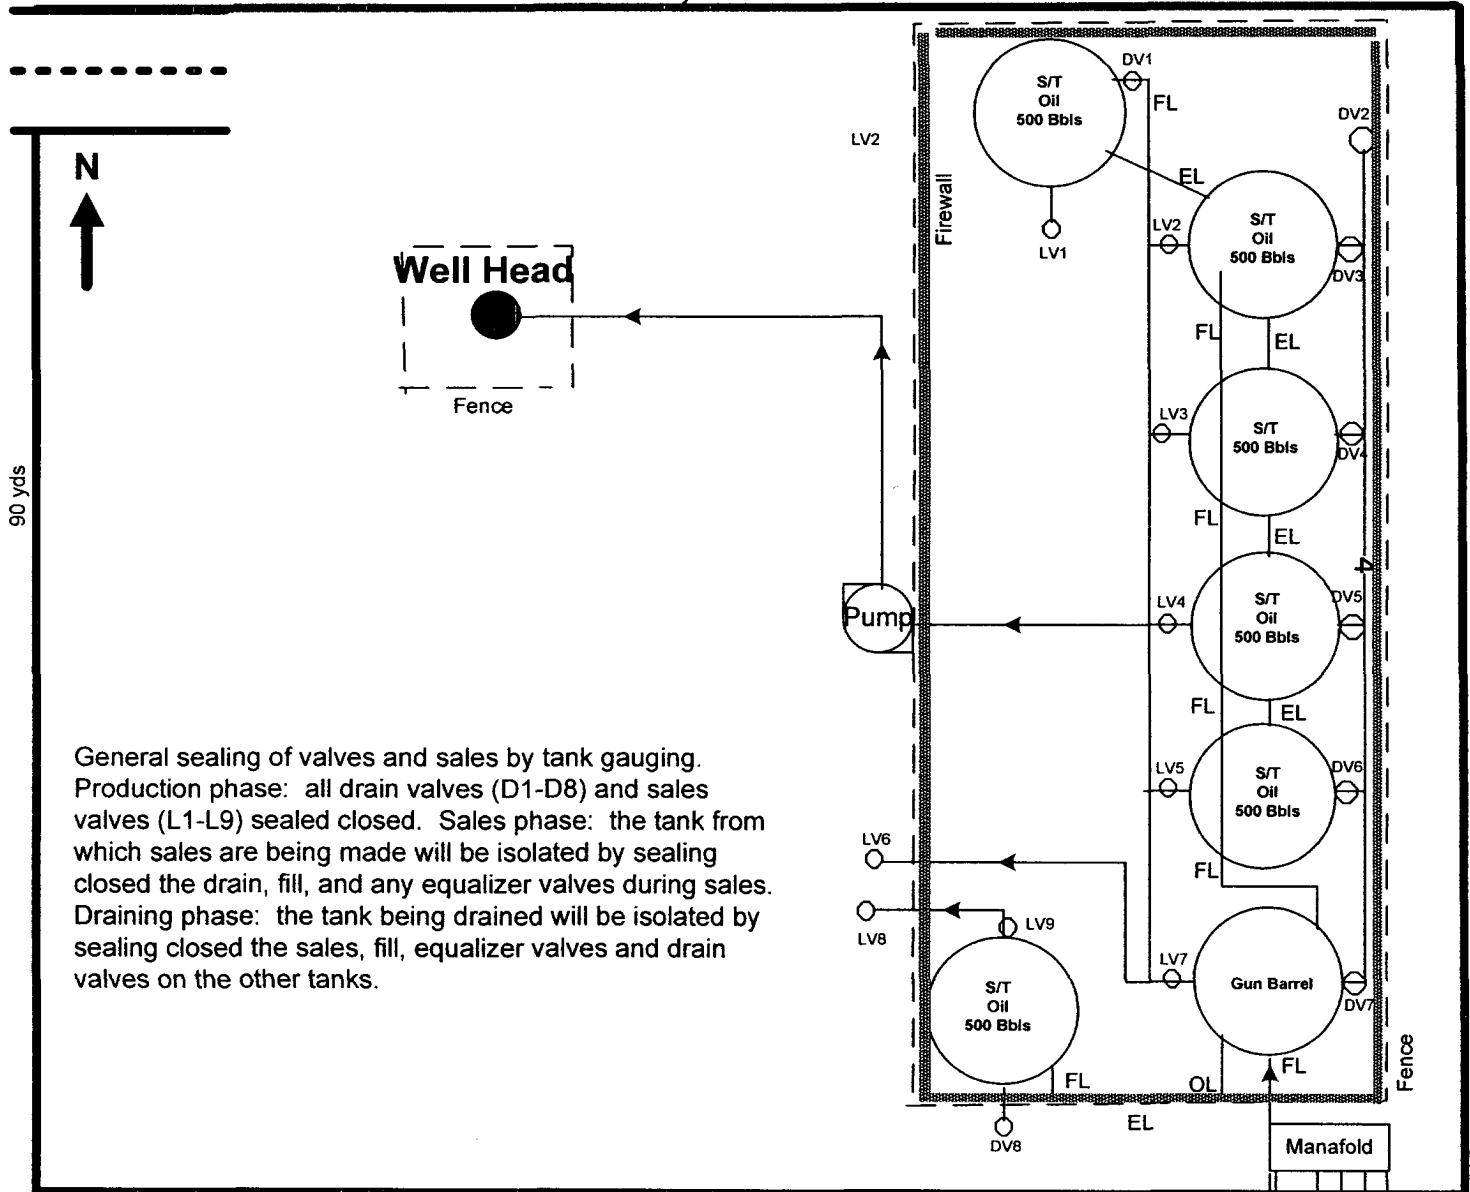 DV1
S/T
Oil
500 Bbls
FL
DV2
LV2
N
Firewall
EL
LV1
S/T
Oil
500 Bbls
LV2
DV3
Well Head
Fence
FL
EL
LV3
S/T
500 Bbls
DV4
90 yds
FL
EL
4
LV4
S/T
Oil
500 Bbls
DV5
Pump
FL
EL
LV5
S/T
Oil
500 Bbls
DV6
General sealing of valves and sales by tank gauging.
Production phase: all drain valves (D1-D8) and sales
valves (L1-L9) sealed closed. Sales phase: the tank from
which sales are being made will be isolated by sealing
closed the drain, fill, and any equalizer valves during sales.
Draining phase: the tank being drained will be isolated by
sealing closed the sales, fill, equalizer valves and drain
valves on the other tanks.
LV6
FL
LV8
LV9
LV7
Gun Barrel
DV7
S/T
Oil
500 Bbls
FL
OL
FL
Fence
EL
DV8
Manafold